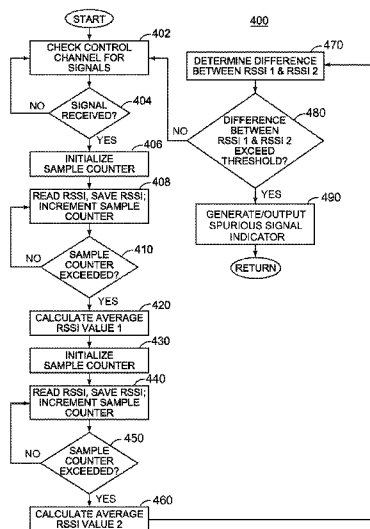 START
400
402
CHECK CONTROL
CHANNEL FOR
SIGNALS
404
NO
SIGNAL
RECEIVED?
YES
406
INITIALIZE
SAMPLE COUNTER
408
READ RSSI, SAVE RSSI;
INCREMENT SAMPLE
COUNTER
410
NO
SAMPLE
COUNTER
EXCEEDED?
YES
420
CALCULATE AVERAGE
RSSI VALUE 1
430
INITIALIZE
SAMPLE COUNTER
440
READ RSSI, SAVE RSSI;
INCREMENT SAMPLE
COUNTER
450
NO
SAMPLE
COUNTER
EXCEEDED?
YES
460
CALCULATE AVERAGE
RSSI VALUE 2
470
DETERMINE DIFFERENCE
BETWEEN RSSI 1 & RSSI 2
480
NO
DIFFERENCE
BETWEEN
RSSI 1 & RSSI 2
EXCEED
THRESHOLD?
YES
490
GENERATE/OUTPUT
SPURIOUS SIGNAL
INDICATOR
RETURN